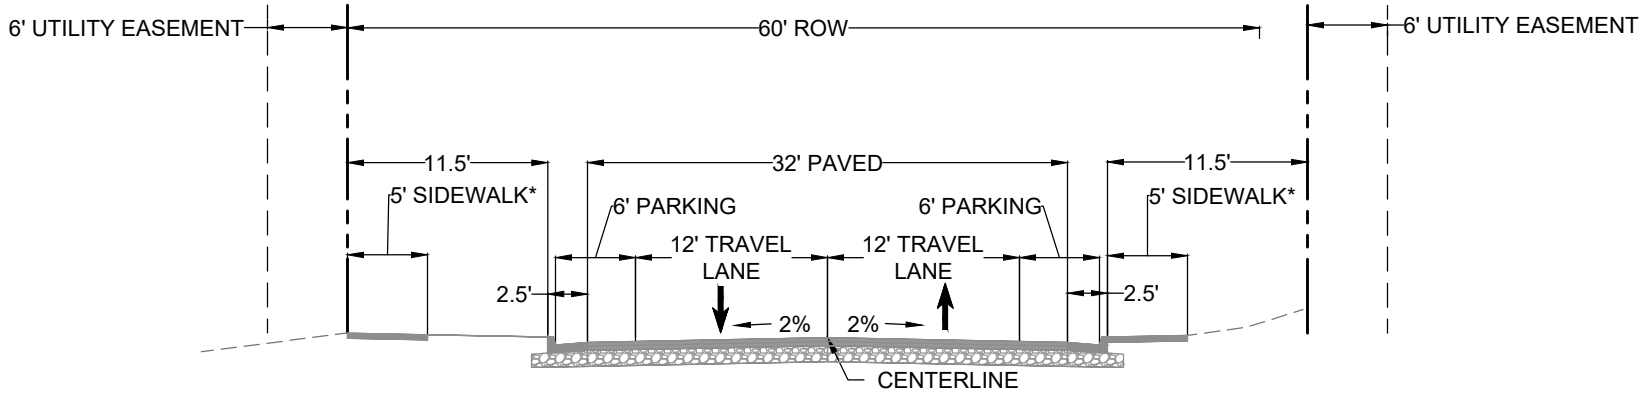 6' UTILITY EASEMENT
60' ROW
6' UTILITY EASEMENT
11.5'
32' PAVED
11.5'
5' SIDEWALK*
5' SIDEWALK*
6' PARKING
6' PARKING
12' TRAVEL
LANE
12' TRAVEL
LANE
2.5'
2.5'
2%
2%
CENTERLINE